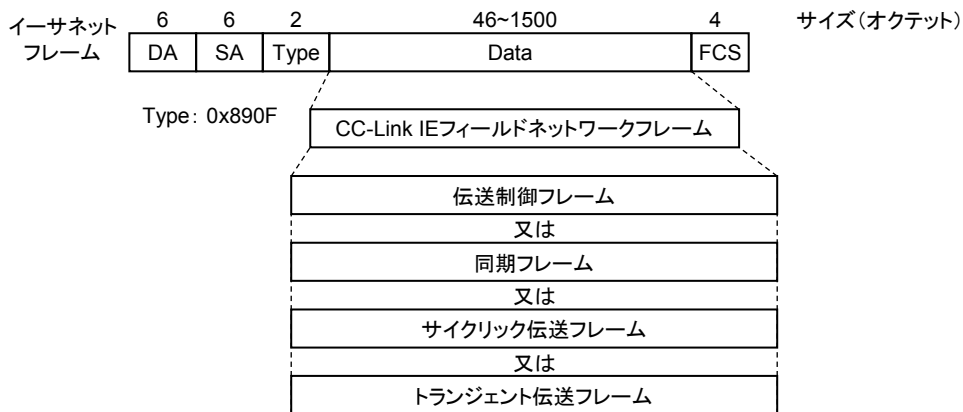 イーサネット
フレーム
6 6 2 46~1500 4 サイズ(オクテット)
DA SA Type Data FCS
Type: 0x890F
CC-Link IEフィールドネットワークフレーム
伝送制御フレーム
又は
同期フレーム
又は
サイクリック伝送フレーム
又は
トランジェント伝送フレーム